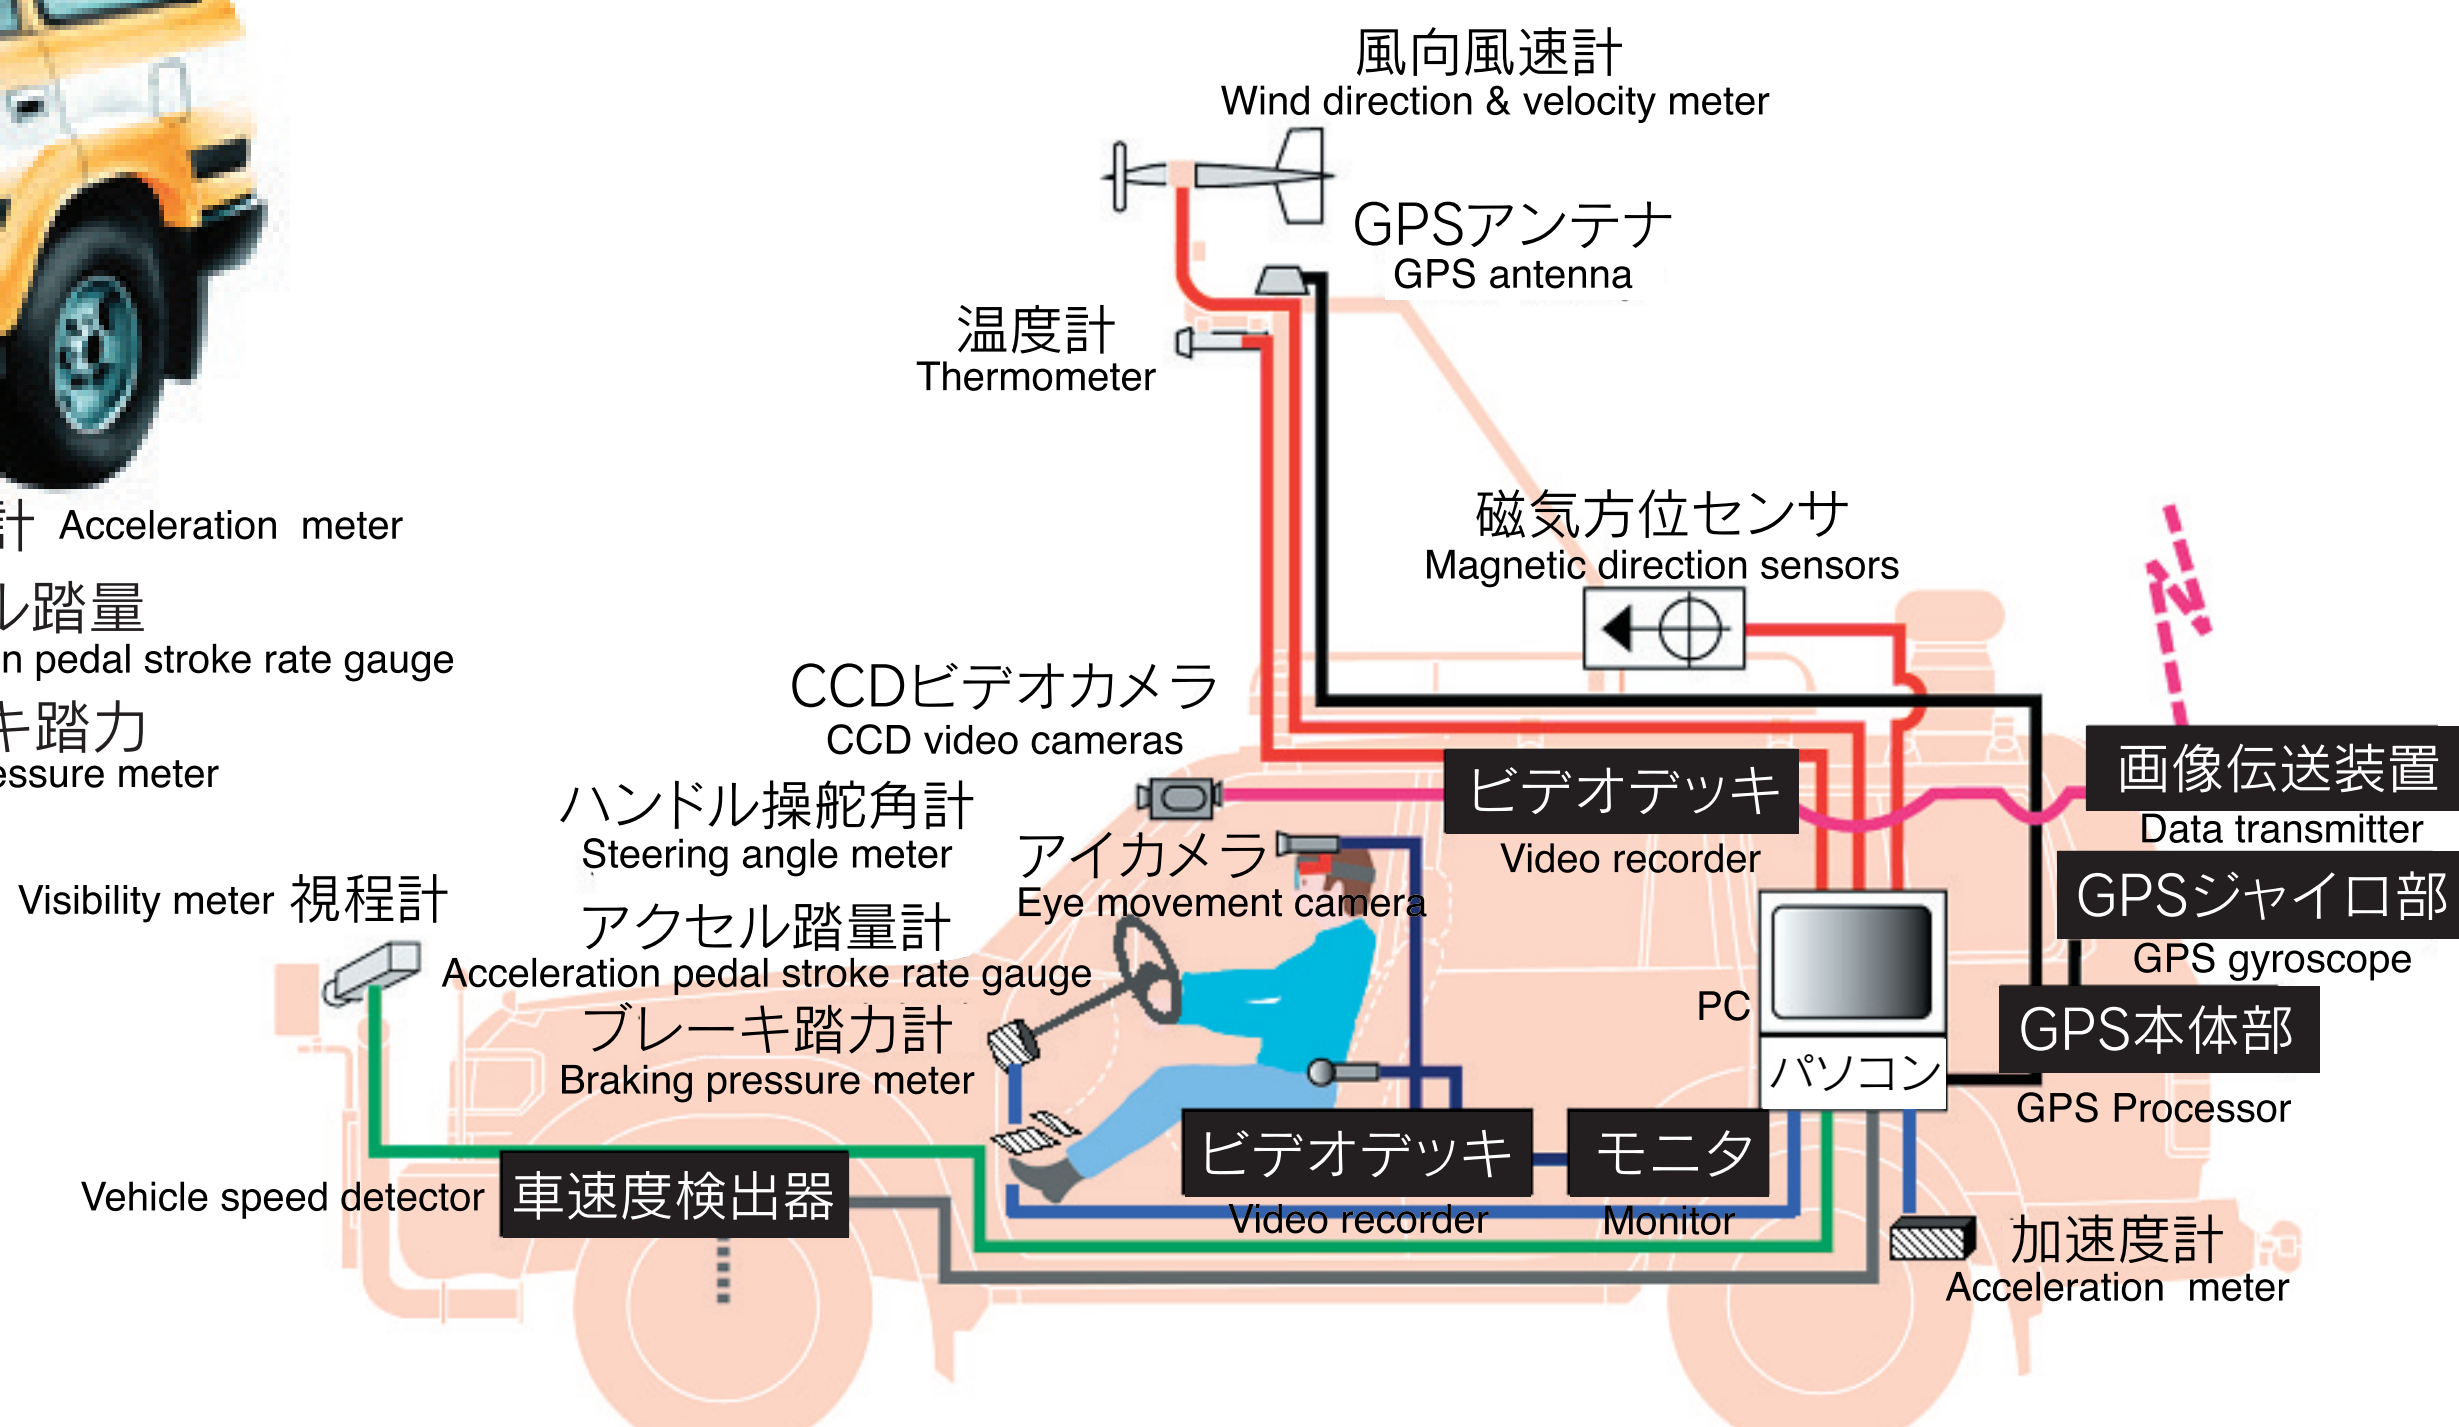 風向風速計
Wind direction & velocity meter
GPSアンテナ
GPS antenna
温度計
Thermometer
計 Acceleration meter
ル踏量
n pedal stroke rate gauge
キ踏力
essure meter
磁気方位センサ
Magnetic direction sensors
CCDビデオカメラ
CCD video cameras
ハンドル操舵角計
Steering angle meter
アイカメラ
Eye movement camera
ビデオデッキ
Video recorder
画像伝送装置
Data transmitter
GPSジャイロ部
GPS gyroscope
Visibility meter 視程計
アクセル踏量計
Acceleration pedal stroke rate gauge
ブレーキ踏力計
Braking pressure meter
PC
パソコン
GPS本体部
GPS Processor
Vehicle speed detector 車速度検出器
ビデオデッキ
Video recorder
モニタ
Monitor
加速度計
Acceleration meter